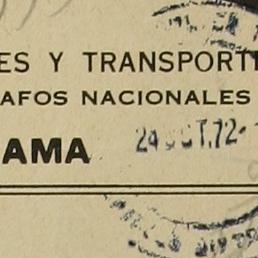 ES Y TRANSPORT
AFOS NACIONALES
AMA
24 OCT.72-